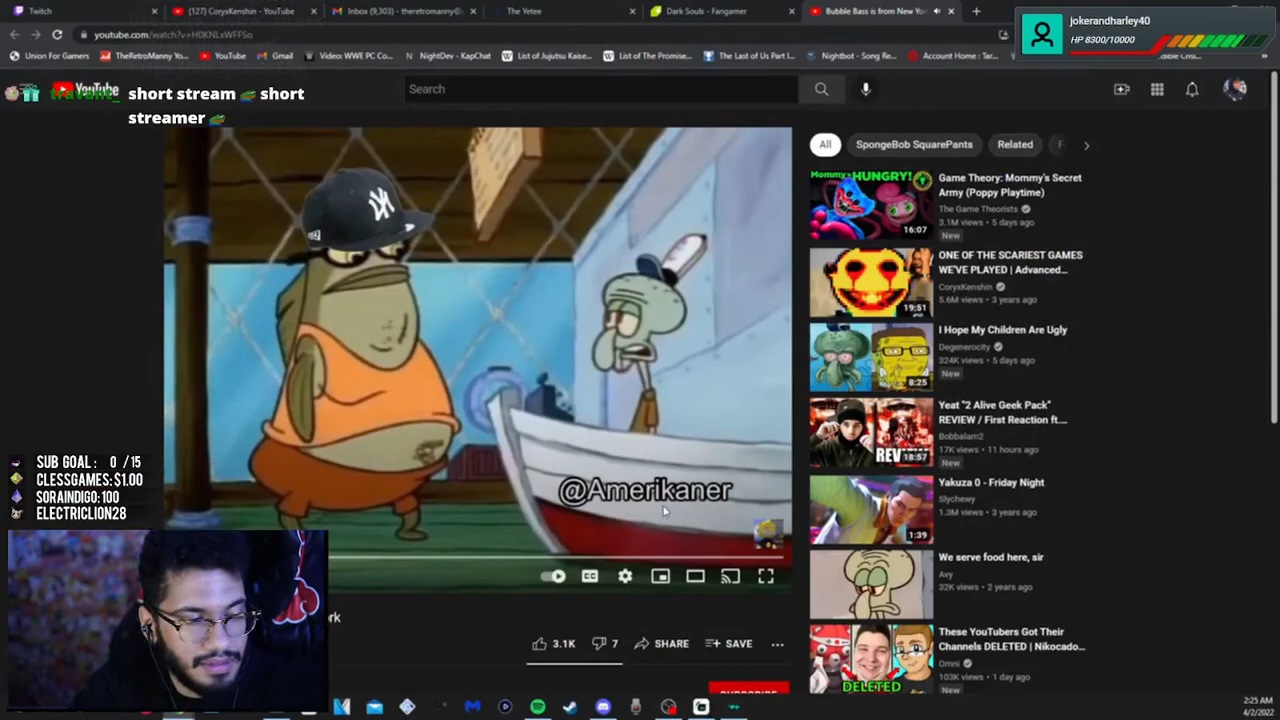 Twitch
(127) CorysKenshin - YouTube
Inbox (9,303) - theretromanny@
The Yetee
Dark Souls - Fangamer
Bubble Bass is from New Yo
youtube.com/watch?v=H0KNLxWFFSo
Union For Gamers
TheRetroManny Yo...
YouTube
Gmail
Video: WWE PC Co...
NightDev - KapChat
List of Jujutsu Kaise...
List of The Promise...
The Last of Us Part I...
Nightbot - Song Re...
Account Home : Tar...
jokerandharley40
HP 8300/10000
YouTube
Search
short stream short
streamer
NY
@Amerikaner
All
SpongeBob SquarePants
Related
Mommy's HUNGRY!
16:07
Game Theory: Mommy's Secret
Army (Poppy Playtime)
The Game Theorists
3.1M views • 5 days ago
New
19:51
ONE OF THE SCARIEST GAMES
WE'VE PLAYED | Advanced...
CoryxKenshin
5.6M views • 3 years ago
8:25
I Hope My Children Are Ugly
Degenerocity
324K views • 5 days ago
New
REVIEW
18:57
Yeat "2 Alive Geek Pack"
REVIEW / First Reaction ft....
Bobbalam2
17K views • 11 hours ago
New
1:39
Yakuza 0 - Friday Night
Slychewy
1.3M views • 3 years ago
We serve food here, sir
Avy
32K views • 2 years ago
DELETED
These YouTubers Got Their
Channels DELETED | Nikocado...
Omni
103K views • 1 day ago
New
SUB GOAL : 0 /15
CLESSGAMES: $1.00
SORAINDIGO: 100
ELECTRICLION28
rk
3.1K
7
SHARE
SAVE
SUBSCRIBE
2:25 AM
4/2/2022